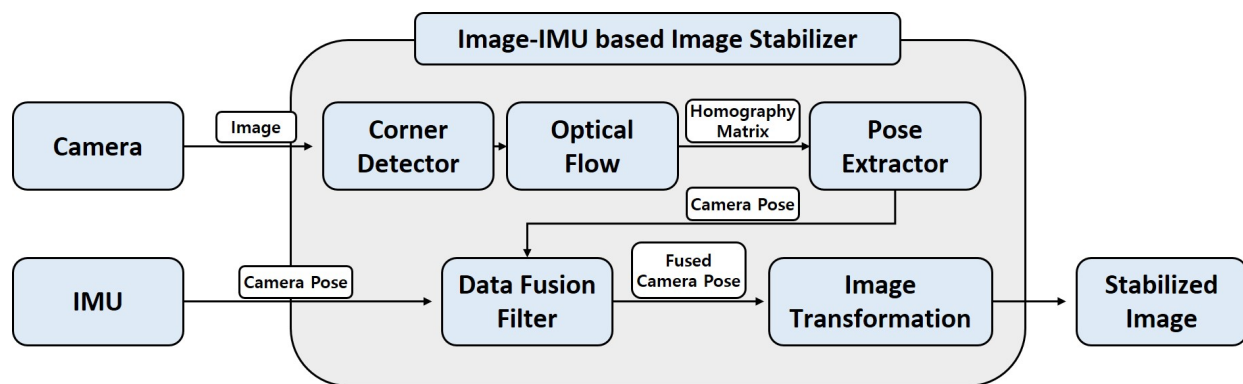 Image-IMU based Image Stabilizer
Camera
Image
Corner
Detector
Optical
Flow
Homography
Matrix
Pose
Extractor
Camera Pose
IMU
Camera Pose
Data Fusion
Filter
Fused
Camera Pose
Image
Transformation
Stabilized
Image